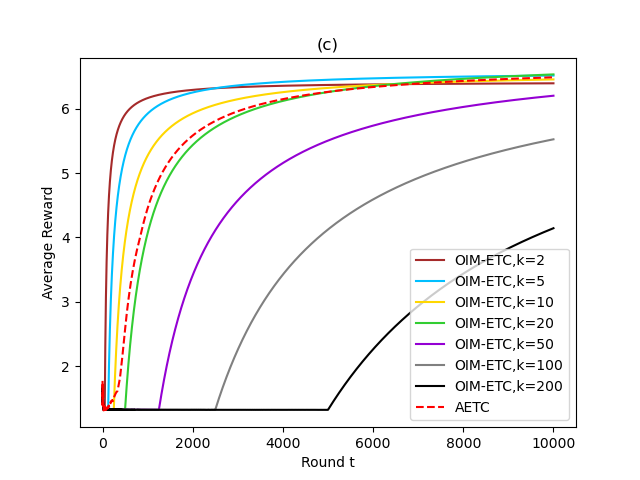 (c)
Average Reward
6
5
4
3
2
OIM-ETC,k=2
OIM-ETC,k=5
OIM-ETC,k=10
OIM-ETC,k=20
OIM-ETC,k=50
OIM-ETC,k=100
OIM-ETC,k=200
AETC
0 2000 4000 6000 8000 10000
Round t